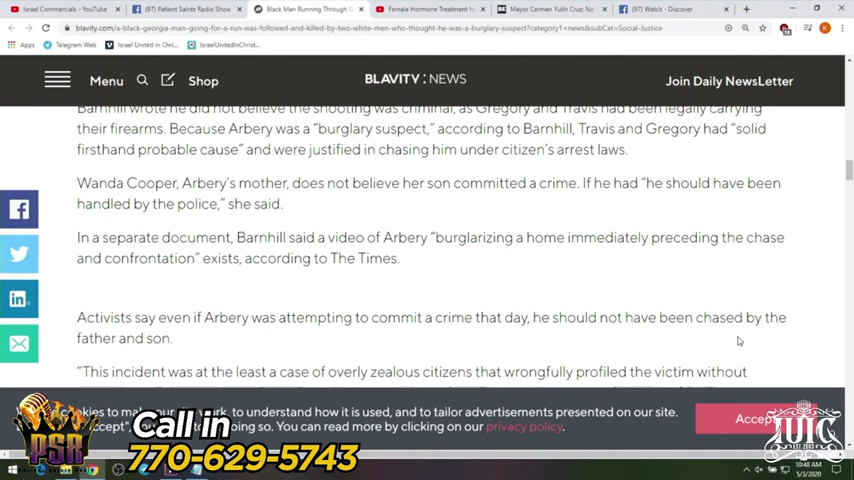 Israel Commercials - YouTube
(97) Patient Saints Radio Show
Black Man Running Through G
Female Hormone Treatment f
Mayor Carmen Yulín Cruz: No
(97) Watch - Discover
blavity.com/a-black-georgia-man-going-for-a-run-was-followed-and-killed-by-two-white-men-who-thought-he-was-a-burglary-suspect?category1=news&subCat=Social-Justice
Apps
Telegram Web
Israel United in Chri...
IsraelUnitedInChrist...
Menu
Shop
BLAVITY : NEWS
Join Daily NewsLetter
Barnhill wrote he did not believe the shooting was criminal, as Gregory and Travis had been legally carrying
their firearms. Because Arbery was a “burglary suspect,” according to Barnhill, Travis and Gregory had “solid
firsthand probable cause” and were justified in chasing him under citizen’s arrest laws.
Wanda Cooper, Arbery’s mother, does not believe her son committed a crime. If he had “he should have been
handled by the police,” she said.
In a separate document, Barnhill said a video of Arbery “burglarizing a home immediately preceding the chase
and confrontation” exists, according to The Times.
Activists say even if Arbery was attempting to commit a crime that day, he should not have been chased by the
father and son.
“This incident was at the least a case of overly zealous citizens that wrongfully profiled the victim without
cookies to make our work, to understand how it is used, and to tailor advertisements presented on our site.
doing so. You can read more by clicking on our privacy policy.
Accept
PSR
Call in
770-629-5743
IUIC
10:48 AM
5/3/2020